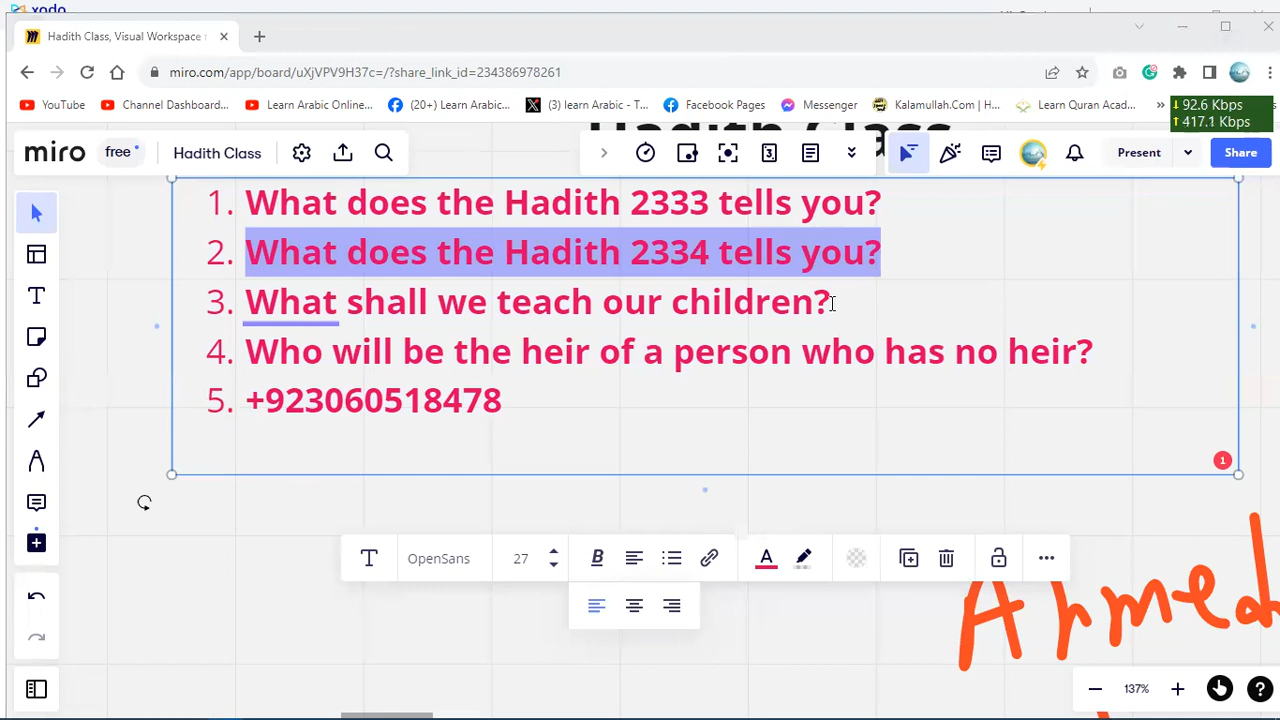 xodo
Hadith Class, Visual Workspace f
miro.com/app/board/uXjVPV9H37c=/?share_link_id=234386978261
YouTube
Channel Dashboard...
Learn Arabic Online...
(20+) Learn Arabic...
(3) learn Arabic - T...
Facebook Pages
Messenger
Kalamullah.Com | H...
Learn Quran Acade...
»
↓ 92.6 Kbps
↑ 417.1 Kbps
Hadith Class
miro
free
Hadith Class
Present
Share
1. What does the Hadith 2333 tells you?
2. What does the Hadith 2334 tells you?
3. What shall we teach our children?
4. Who will be the heir of a person who has no heir?
5. +923060518478
1
OpenSans
27
B
A
Ahmed
137%